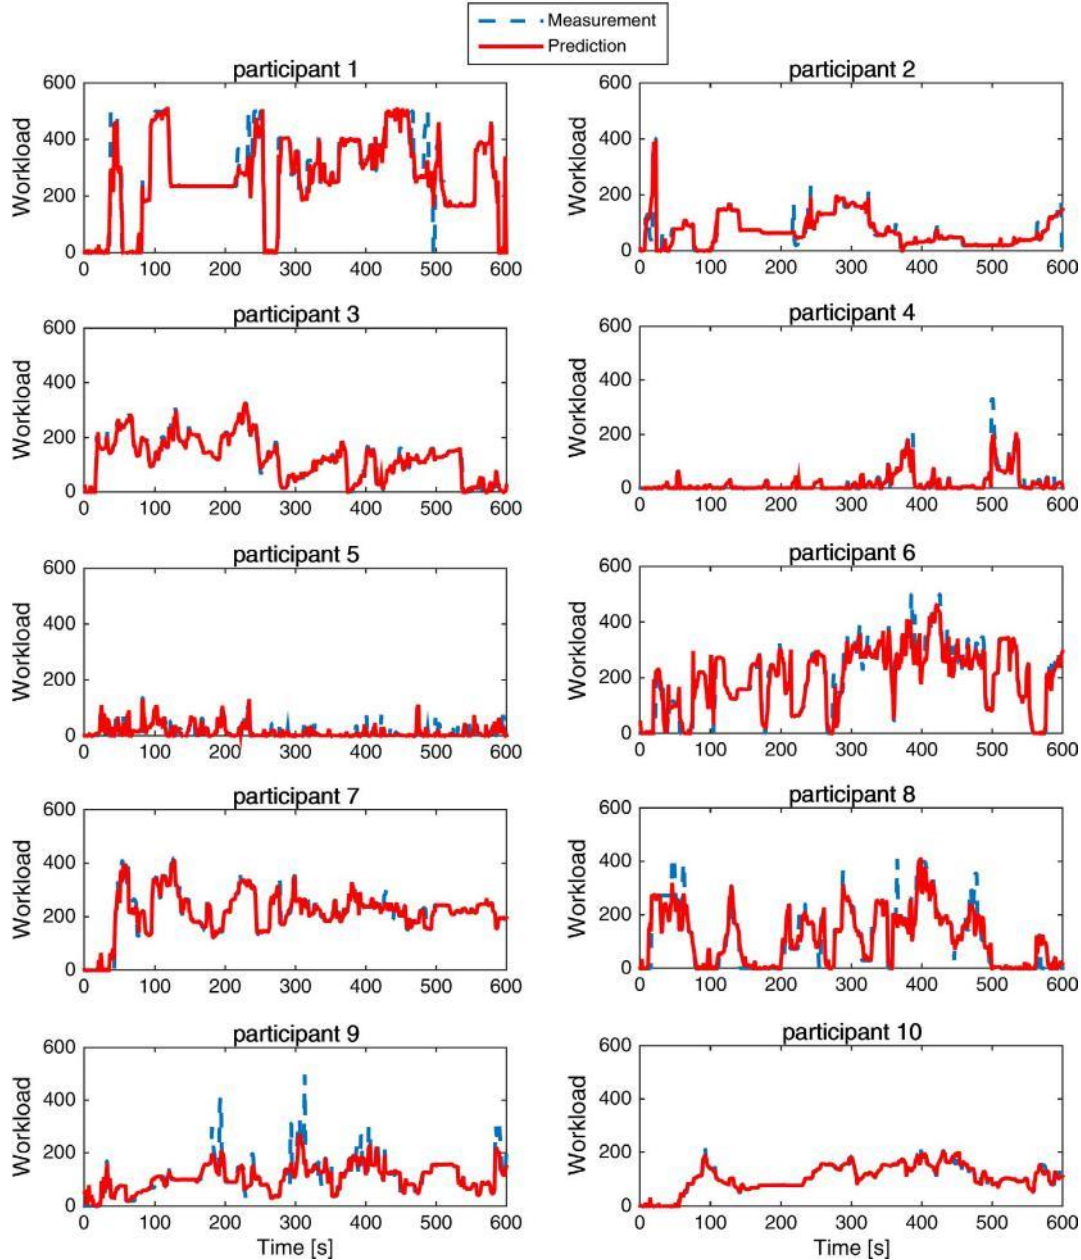 Measurement
Prediction
participant 1
600
400
200
0
Workload
0 100 200 300 400 500 600
participant 2
600
400
200
0
Workload
0 100 200 300 400 500 600
participant 3
600
400
200
0
Workload
0 100 200 300 400 500 600
participant 4
600
400
200
0
Workload
0 100 200 300 400 500 600
participant 5
600
400
200
0
Workload
0 100 200 300 400 500 600
participant 6
600
400
200
0
Workload
0 100 200 300 400 500 600
participant 7
600
400
200
0
Workload
0 100 200 300 400 500 600
participant 8
600
400
200
0
Workload
0 100 200 300 400 500 600
participant 9
600
400
200
0
Workload
0 100 200 300 400 500 600
Time [s]
participant 10
600
400
200
0
Workload
0 100 200 300 400 500 600
Time [s]